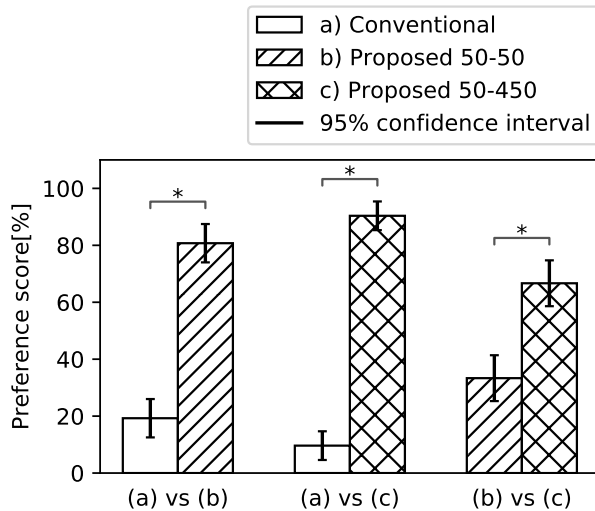 a) Conventional
b) Proposed 50-50
c) Proposed 50-450
95% confidence interval
Preference score[%]
100
80
60
40
20
0
*
*
*
(a) vs (b)
(a) vs (c)
(b) vs (c)